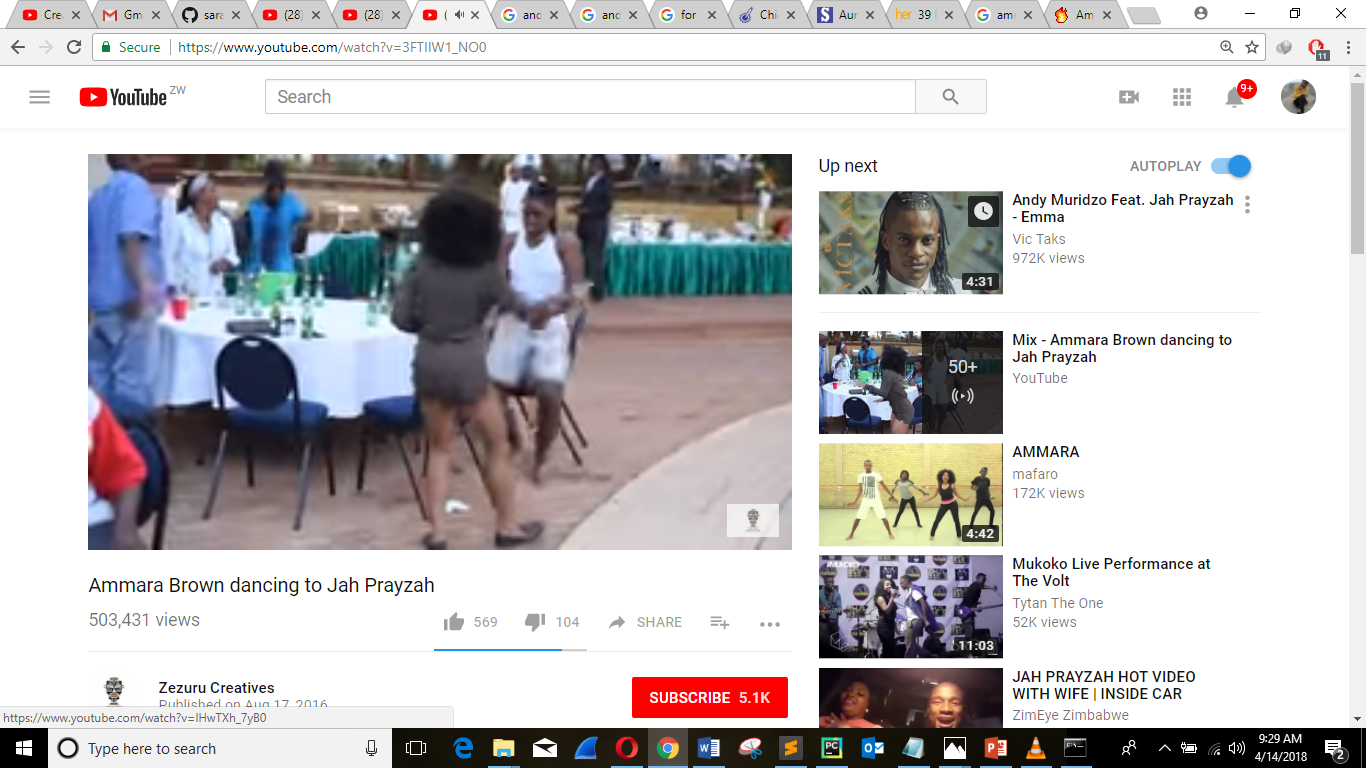 Cre
Gm
sara
(28)
(28)
(
and
and
for
Chi
Aur
her 39
ama
Am
Secure
https://www.youtube.com/watch?v=3FTIIW1_NO0
11
YouTube ZW
Search
9+
Up next
AUTOPLAY
Andy Muridzo Feat. Jah Prayzah
- Emma
Vic Taks
972K views
4:31
Mix - Ammara Brown dancing to
Jah Prayzah
YouTube
50+
AMMARA
mafaro
172K views
4:42
Mukoko Live Performance at
The Volt
Tytan The One
52K views
#MUKOKO
11:03
JAH PRAYZAH HOT VIDEO
WITH WIFE | INSIDE CAR
ZimEye Zimbabwe
Ammara Brown dancing to Jah Prayzah
503,431 views
569
104
SHARE
Zezuru Creatives
Published on Aug 17, 2016
SUBSCRIBE 5.1K
https://www.youtube.com/watch?v=IHwTXh_7yB0
Type here to search
9:29 AM
4/14/2018
2